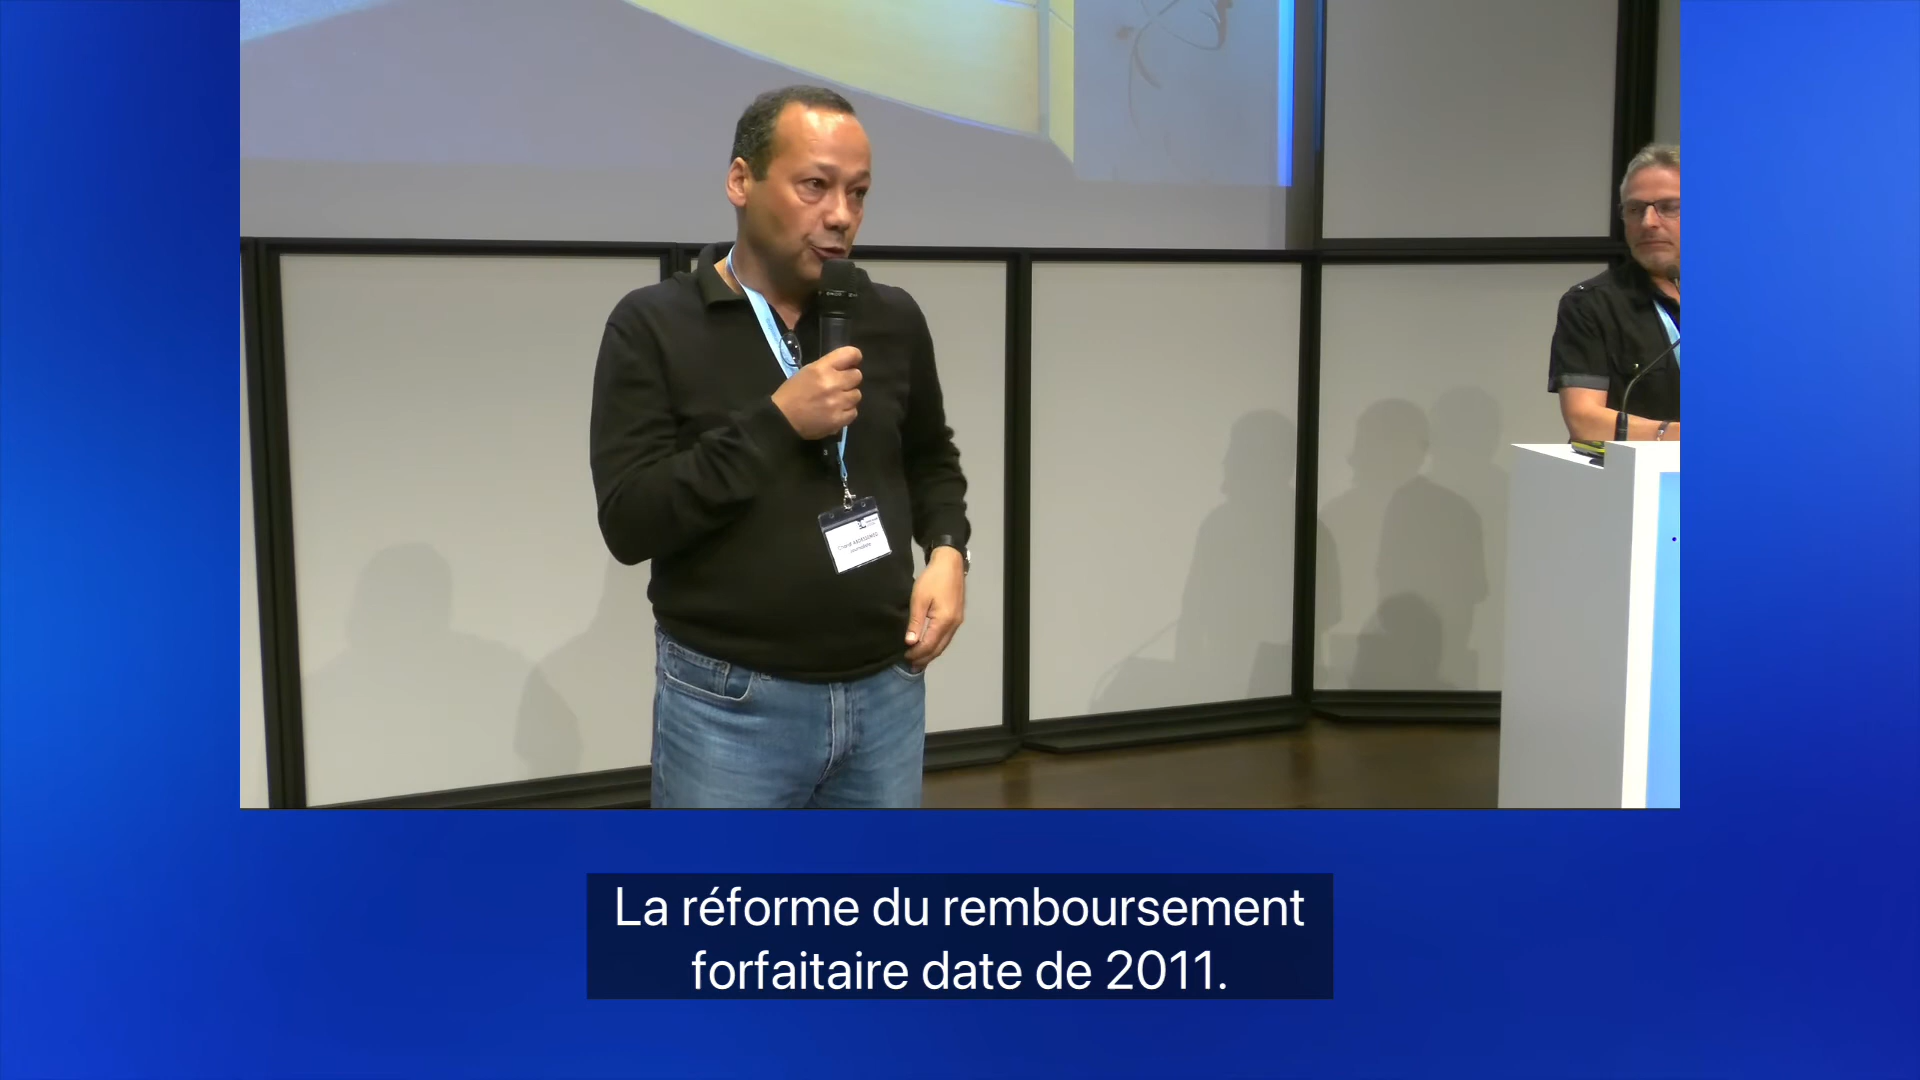 La réforme du remboursement
forfaitaire date de 2011.